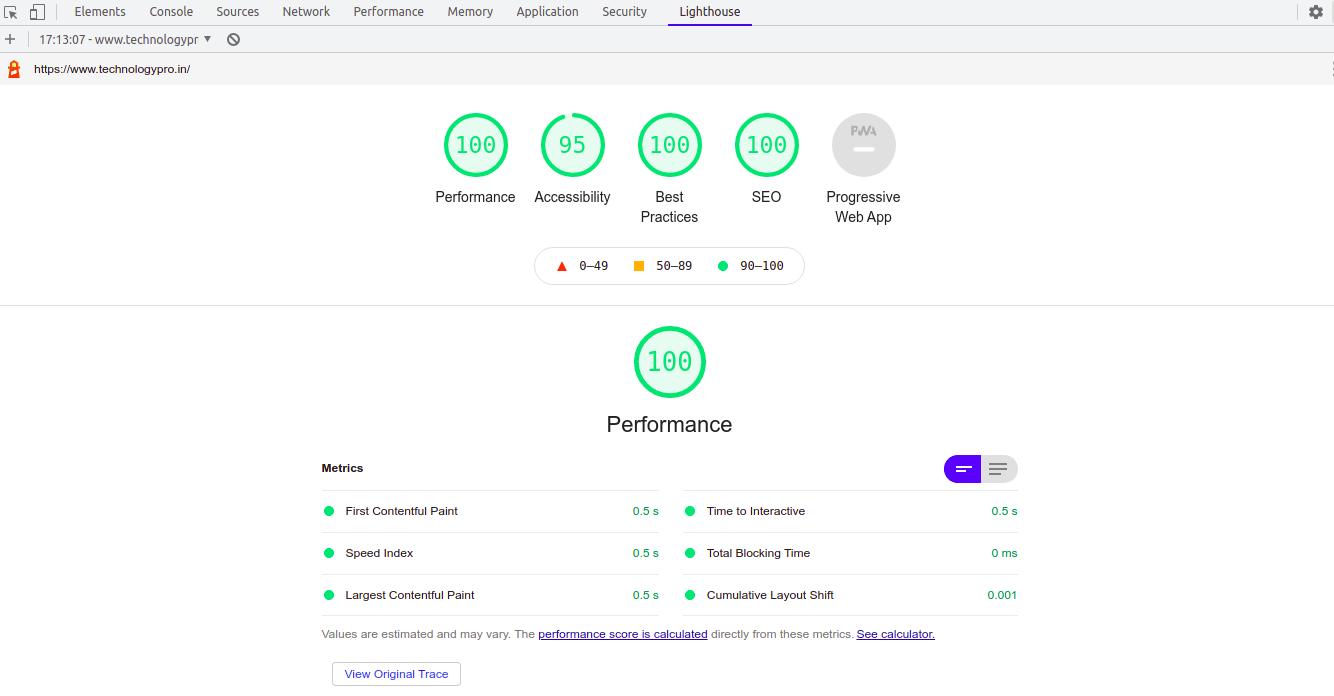 Elements Console Sources Network Performance Memory Application Security Lighthouse
17:13:07 - www.technologypr
https://www.technologypro.in/
100 95 100 100 PWA
Performance Accessibility Best Practices SEO Progressive Web App
0–49 50–89 90–100
100
Performance
Metrics
First Contentful Paint 0.5 s Time to Interactive 0.5 s
Speed Index 0.5 s Total Blocking Time 0 ms
Largest Contentful Paint 0.5 s Cumulative Layout Shift 0.001
Values are estimated and may vary. The performance score is calculated directly from these metrics. See calculator.
View Original Trace